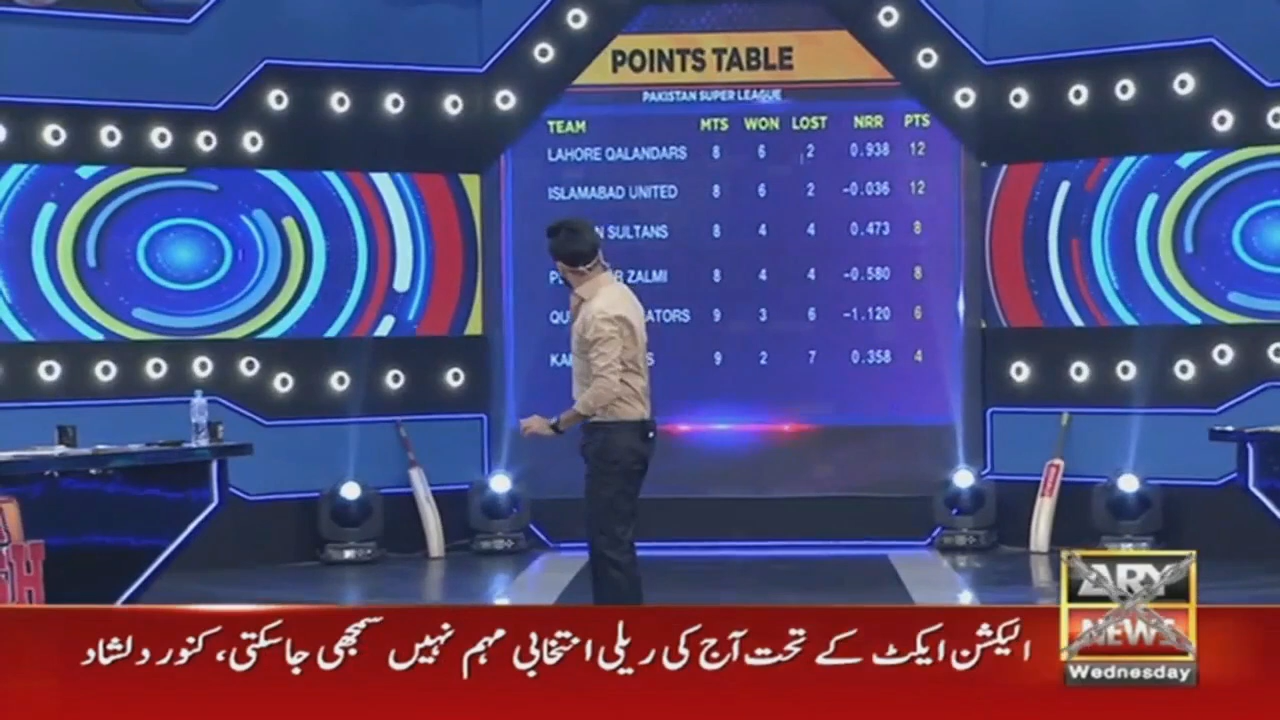 POINTS TABLE
PAKISTAN SUPER LEAGUE
TEAM MTS WON LOST NRR PTS
LAHORE QALANDARS 8 6 2 0.938 12
ISLAMABAD UNITED 8 6 2 -0.036 12
SULTANS 8 4 4 0.473 8
ZALMI 8 4 4 -0.580 8
9 3 6 -1.120 6
9 2 7 0.358 4
ARY
NEWS
Wednesday
الیکشن ایکٹ کے تحت آج کی ریلی انتخابی مہم نہیں سمجھی جاسکتی، کنور دلشاد